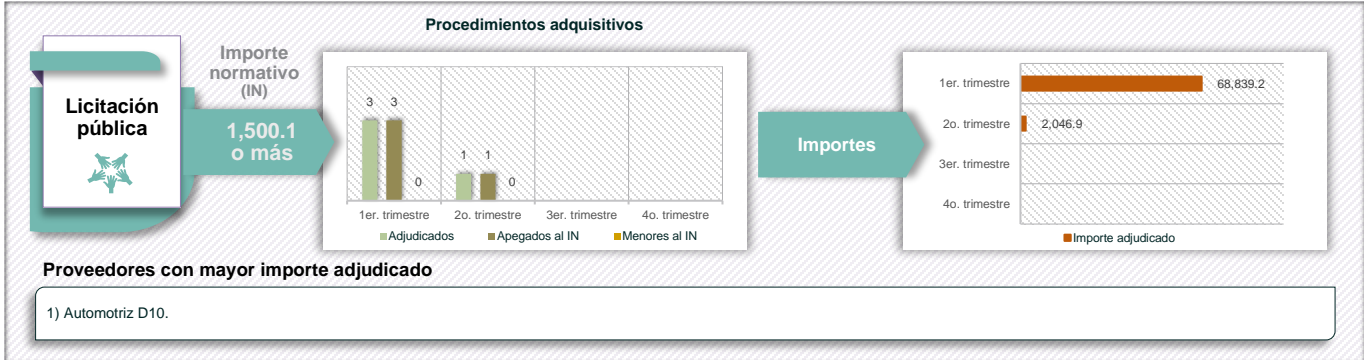 Procedimientos adquisitivos
Licitación
pública
Importe
normativo
(IN)
1,500.1
o más
3 3
0
1 1
0
1er. trimestre 2o. trimestre 3er. trimestre 4o. trimestre
Adjudicados Apegados al IN Menores al IN
Importes
1er. trimestre 68,839.2
2o. trimestre 2,046.9
3er. trimestre
4o. trimestre
Importe adjudicado
Proveedores con mayor importe adjudicado
1) Automotriz D10.